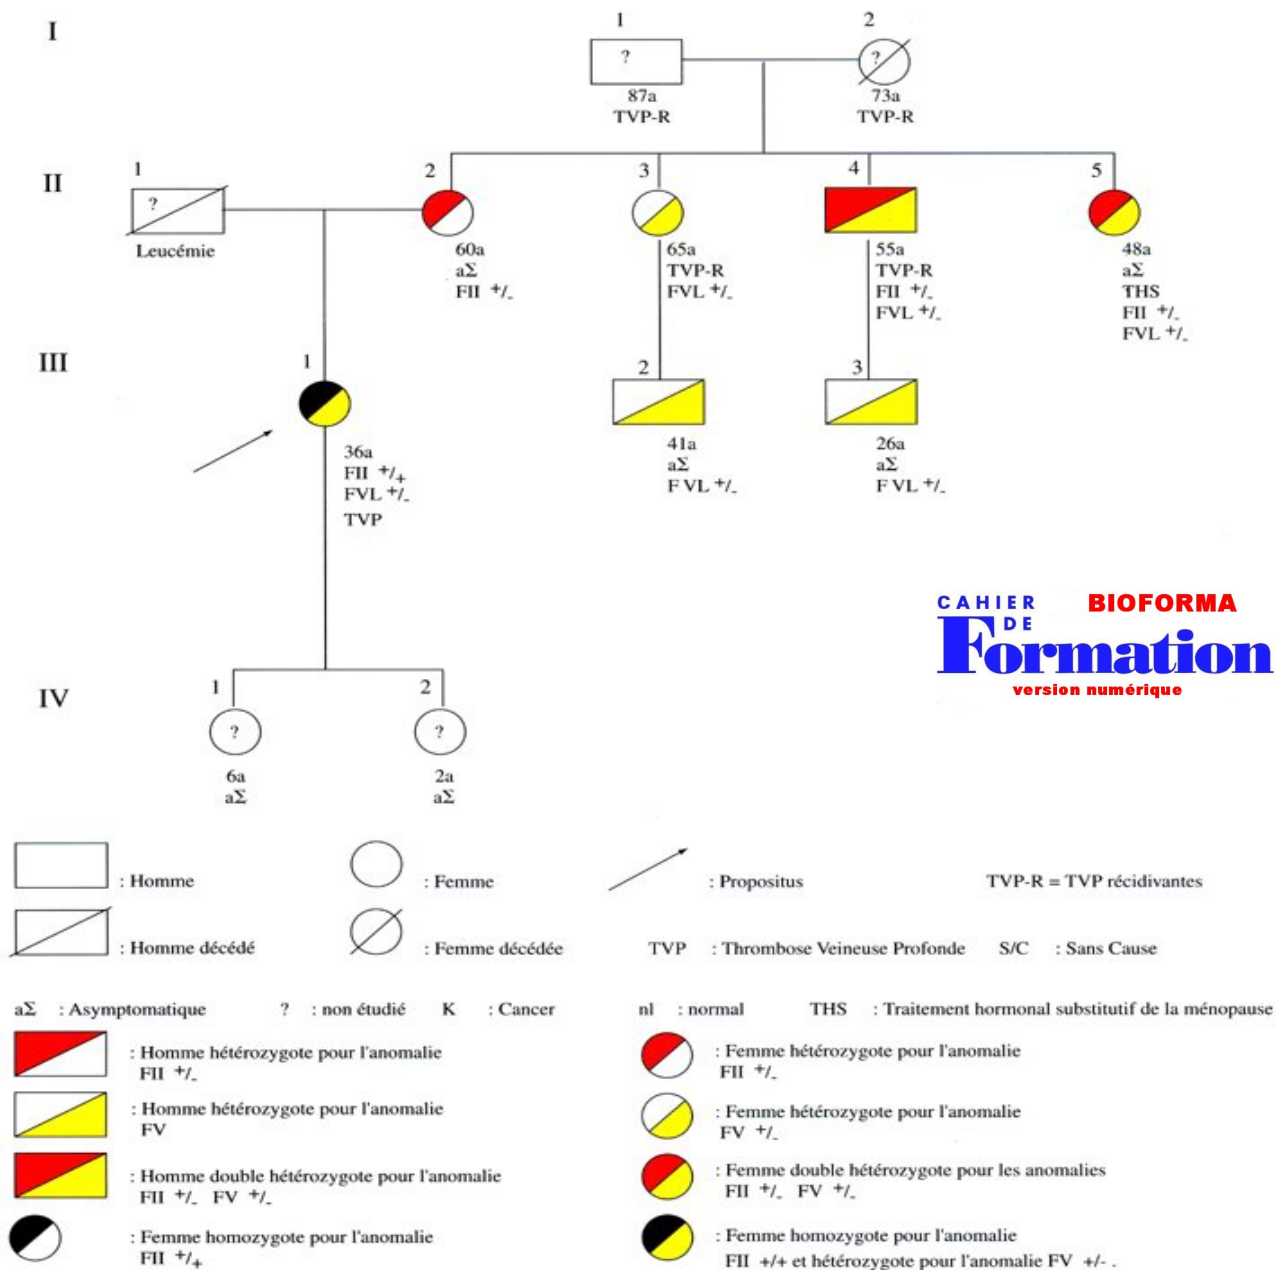 I
1
2
?
?
87a
TVP-R
73a
TVP-R
II
1
2
3
4
5
?
Leucémie
60a
aΣ
FII +/-
65a
TVP-R
FVL +/-
55a
TVP-R
FII +/-
FVL +/-
48a
aΣ
THS
FII +/-
FVL +/-
III
1
2
3
36a
FII +/+
FVL +/-
TVP
41a
aΣ
F VL +/-
26a
aΣ
F VL +/-
CAHIER
DE
Formation
BIOFORMA
version numérique
IV
1
2
?
?
6a
aΣ
2a
aΣ
: Homme
: Femme
: Propositus
TVP-R = TVP récidivantes
: Homme décédé
: Femme décédée
TVP : Thrombose Veineuse Profonde
S/C : Sans Cause
aΣ : Asymptomatique
? : non étudié
K : Cancer
nl : normal
THS : Traitement hormonal substitutif de la ménopause
: Homme hétérozygote pour l'anomalie
FII +/-
: Femme hétérozygote pour l'anomalie
FII +/-
: Homme hétérozygote pour l'anomalie
FV
: Femme hétérozygote pour l'anomalie
FV +/-
: Homme double hétérozygote pour l'anomalie
FII +/- FV +/-
: Femme double hétérozygote pour les anomalies
FII +/- FV +/-
: Femme homozygote pour l'anomalie
FII +/+
: Femme homozygote pour l'anomalie
FII +/+ et hétérozygote pour l'anomalie FV +/- .